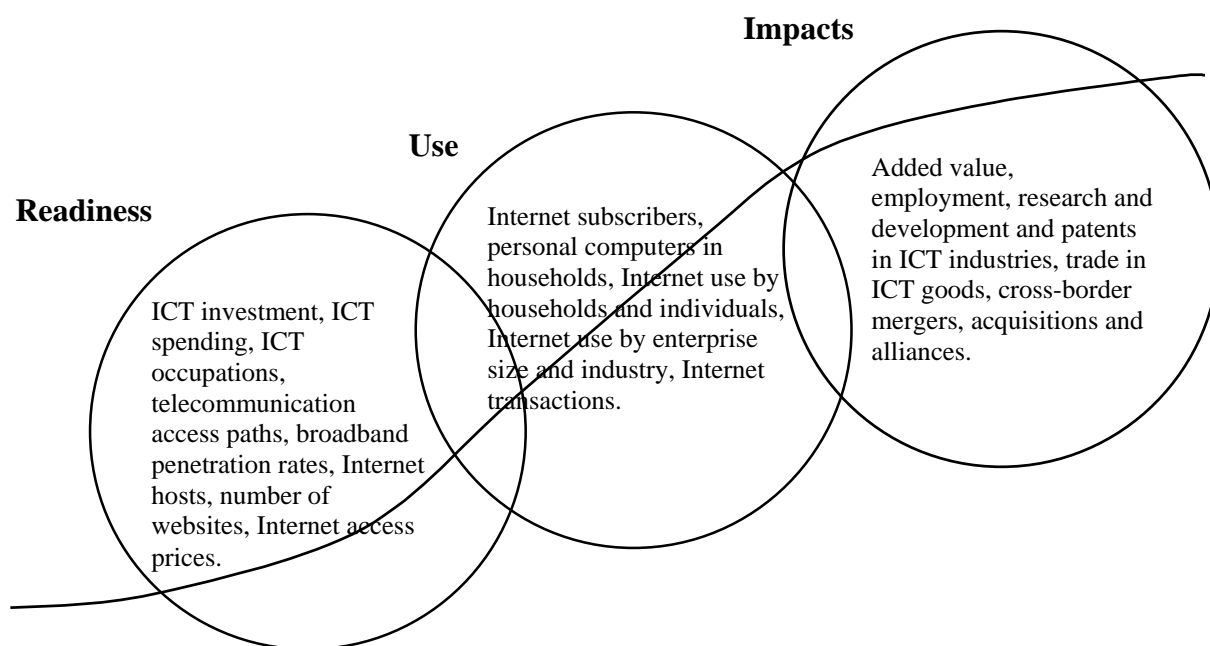 Readiness
ICT investment, ICT
spending, ICT
occupations,
telecommunication
access paths, broadband
penetration rates, Internet
hosts, number of
websites, Internet access
prices.
Use
Internet subscribers,
personal computers in
households, Internet use by
households and individuals,
Internet use by enterprise
size and industry, Internet
transactions.
Impacts
Added value,
employment, research and
development and patents
in ICT industries, trade in
ICT goods, cross-border
mergers, acquisitions and
alliances.